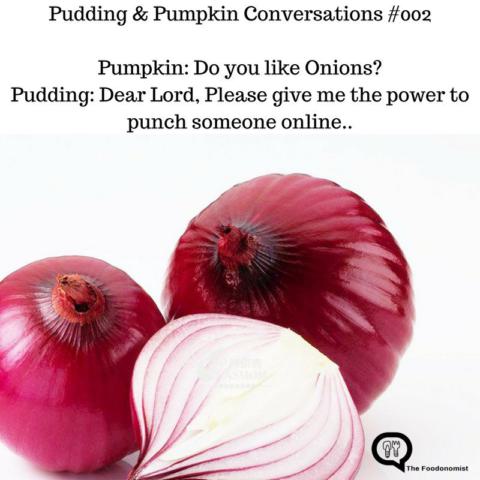 Pudding & Pumpkin Conversations #002
Pumpkin: Do you like Onions?
Pudding: Dear Lord, Please give me the power to
punch someone online..
The Foodonomist